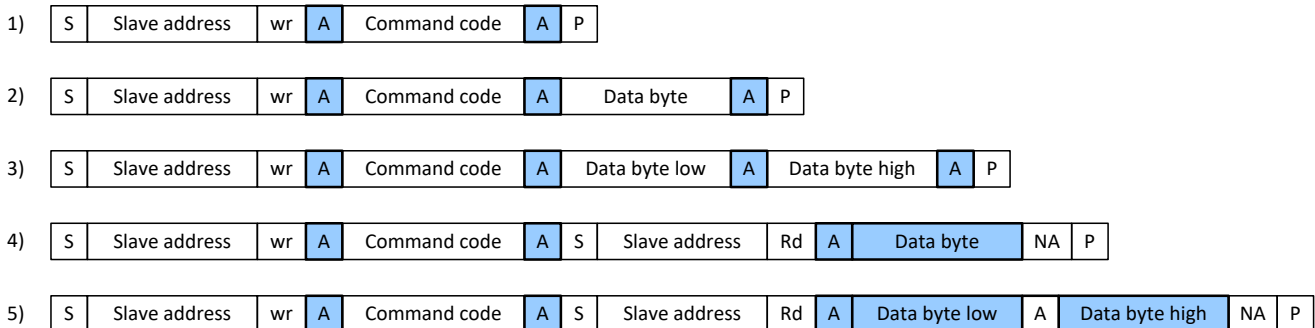 1) S Slave address wr A Command code A P
2) S Slave address wr A Command code A Data byte A P
3) S Slave address wr A Command code A Data byte low A Data byte high A P
4) S Slave address wr A Command code A S Slave address Rd A Data byte NA P
5) S Slave address wr A Command code A S Slave address Rd A Data byte low A Data byte high NA P